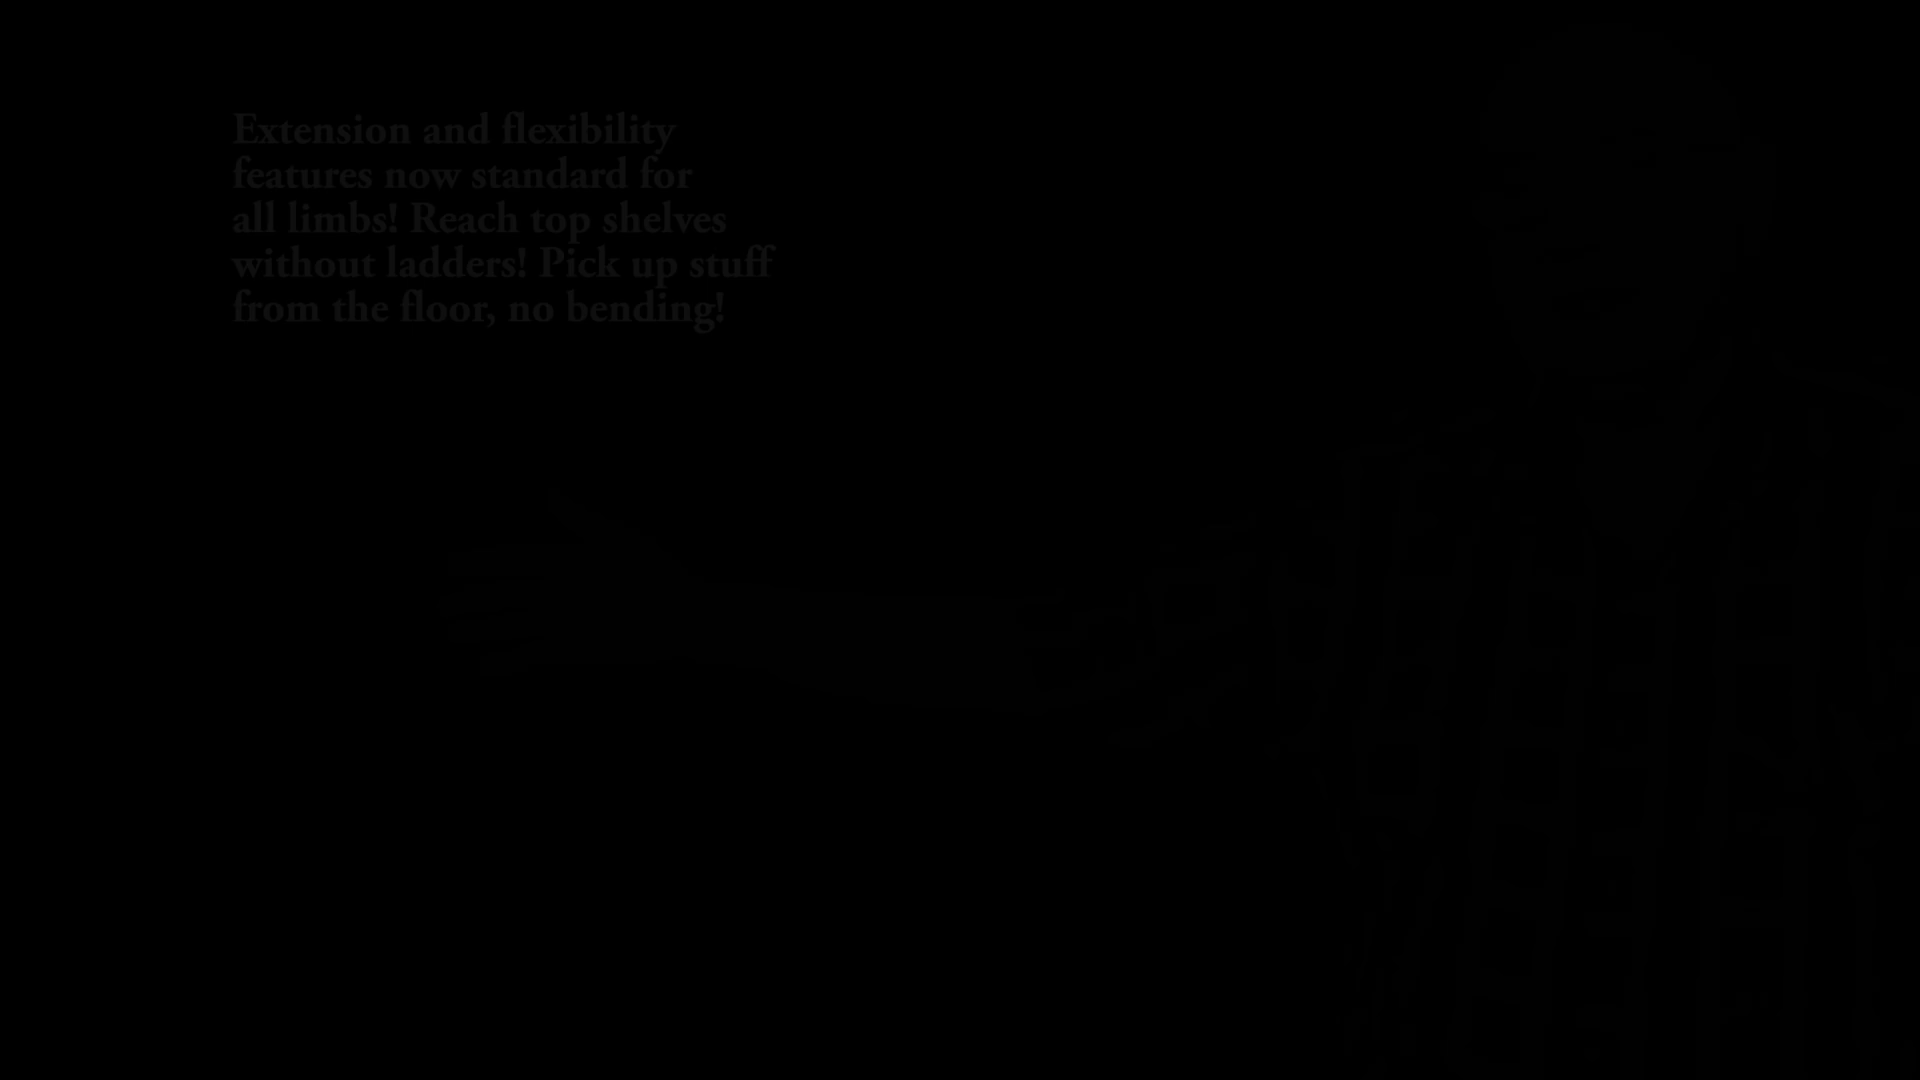 Extension and flexibility
features now standard for
all limbs! Reach top shelves
without ladders! Pick up stuff
from the floor, no bending!